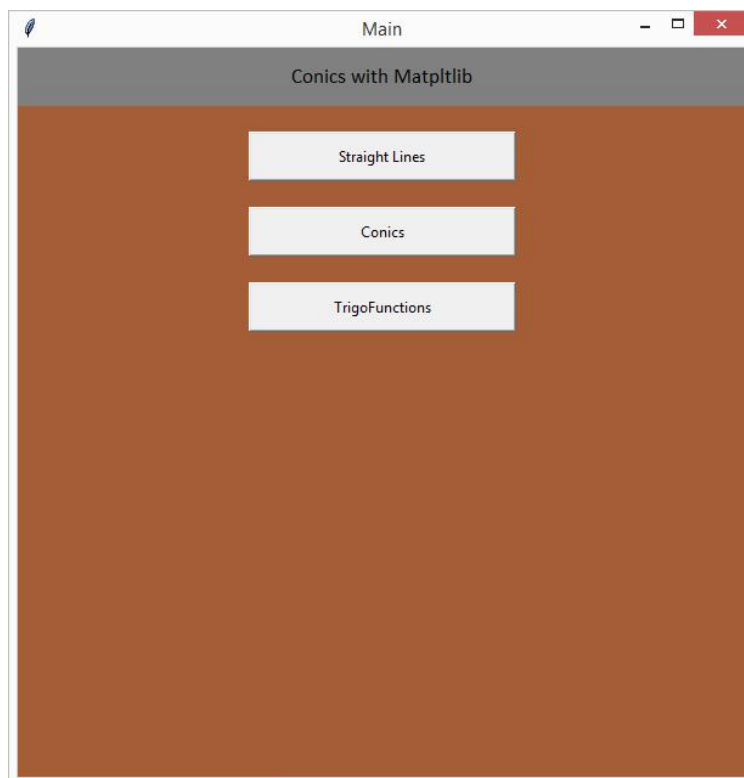 Main
Conics with Matpltlib
Straight Lines
Conics
TrigoFunctions